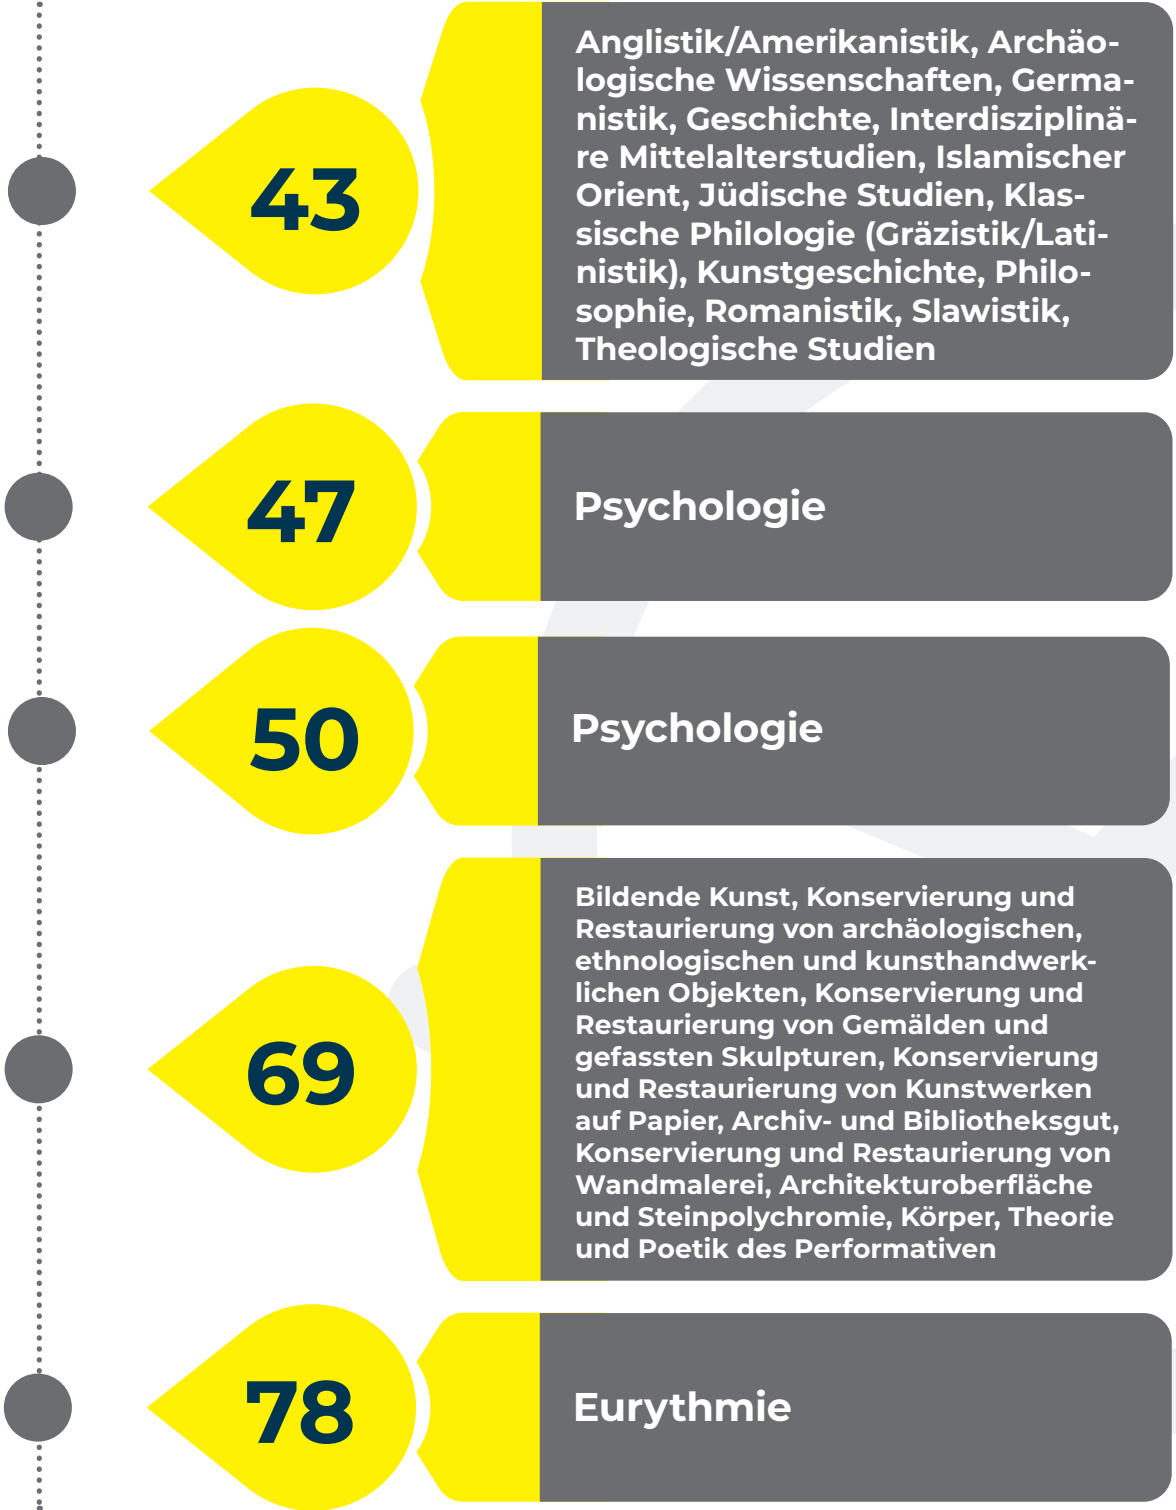 43
Anglistik/Amerikanistik, Archäo-
logische Wissenschaften, Germa-
nistik, Geschichte, Interdisziplinä-
re Mittelalterstudien, Islamischer
Orient, Jüdische Studien, Klas-
sische Philologie (Gräzistik/Lati-
nistik), Kunstgeschichte, Philo-
sophie, Romanistik, Slawistik,
Theologische Studien
47
Psychologie
50
Psychologie
69
Bildende Kunst, Konservierung und
Restaurierung von archäologischen,
ethnologischen und kunsthandwerk-
lichen Objekten, Konservierung und
Restaurierung von Gemälden und
gefassten Skulpturen, Konservierung
und Restaurierung von Kunstwerken
auf Papier, Archiv- und Bibliotheksgut,
Konservierung und Restaurierung von
Wandmalerei, Architekturoberfläche
und Steinpolychromie, Körper, Theorie
und Poetik des Performativen
78
Eurythmie